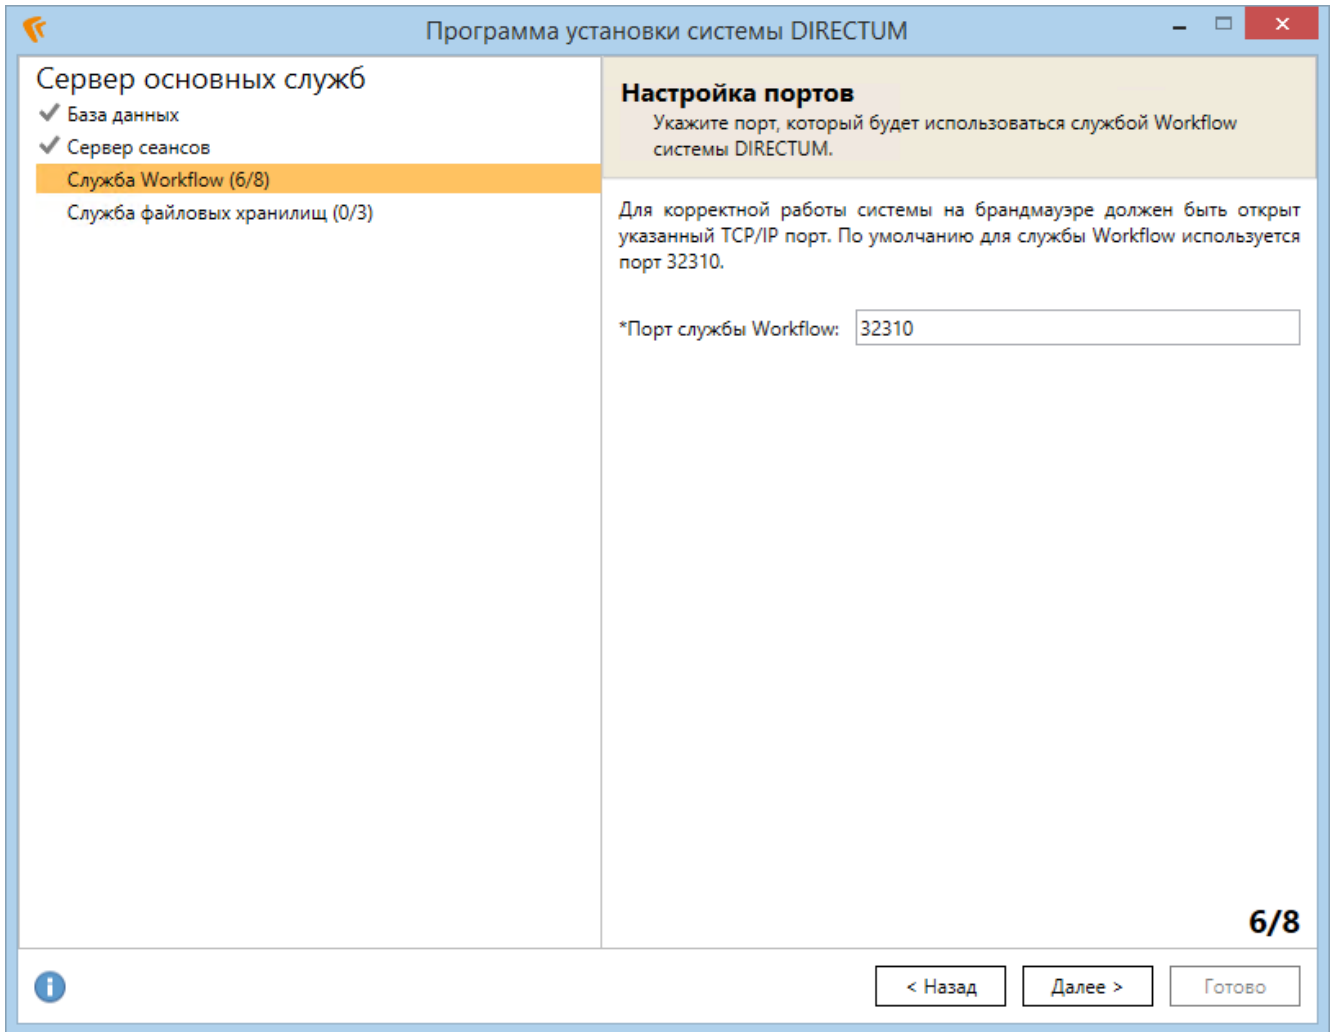 Программа установки системы DIRECTUM
Сервер основных служб
База данных
Сервер сеансов
Служба Workflow (6/8)
Служба файловых хранилищ (0/3)
Настройка портов
Укажите порт, который будет использоваться службой Workflow
системы DIRECTUM.
Для корректной работы системы на брандмауэре должен быть открыт
указанный TCP/IP порт. По умолчанию для службы Workflow используется
порт 32310.
*Порт службы Workflow: 32310
6/8
< Назад Далее > Готово